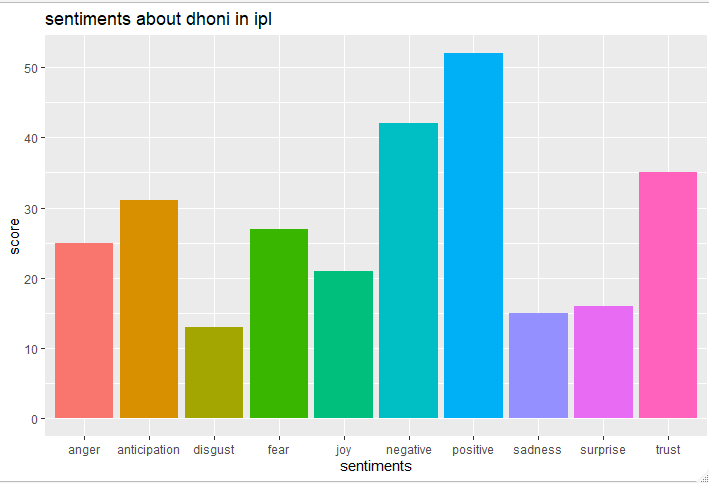 sentiments about dhoni in ipl
score
50
40
30
20
10
0
anger anticipation disgust fear joy negative positive sadness surprise trust
sentiments